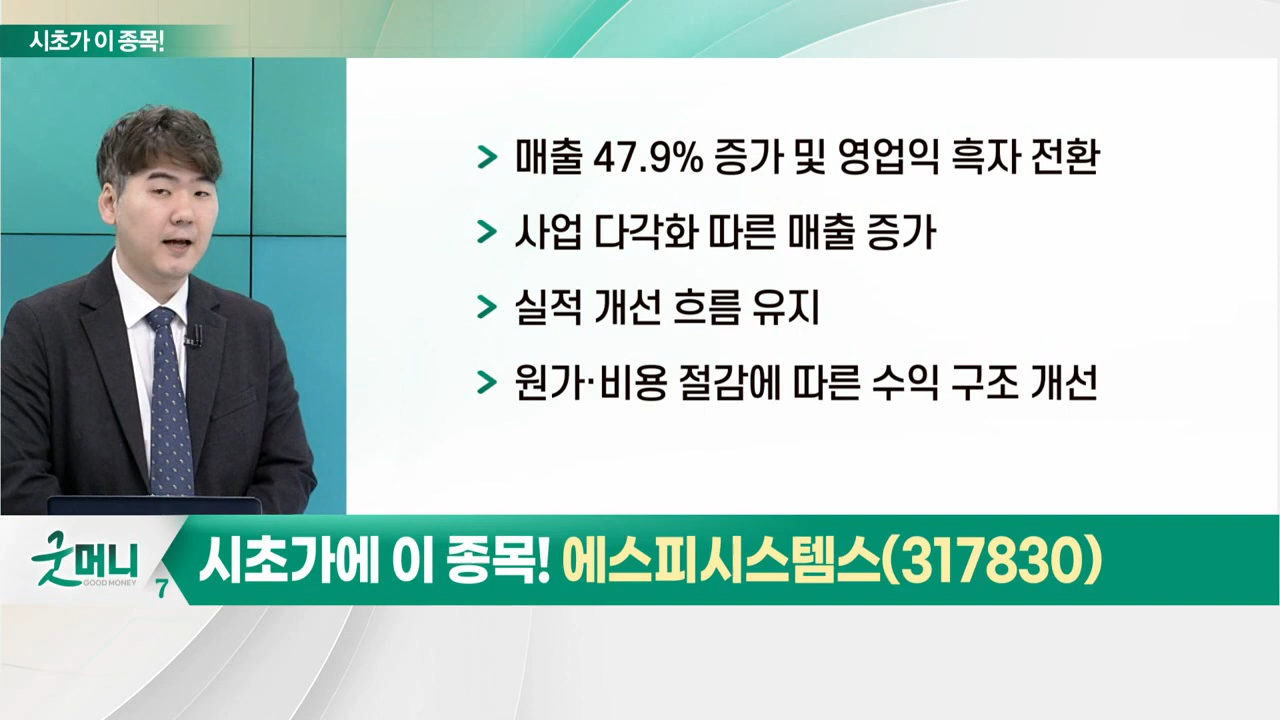 시초가 이 종목!
> 매출 47.9% 증가 및 영업익 흑자 전환
> 사업 다각화 따른 매출 증가
> 실적 개선 흐름 유지
> 원가·비용 절감에 따른 수익 구조 개선
굿머니
GOOD MONEY
7
시초가에 이 종목! 에스피시스템스(317830)